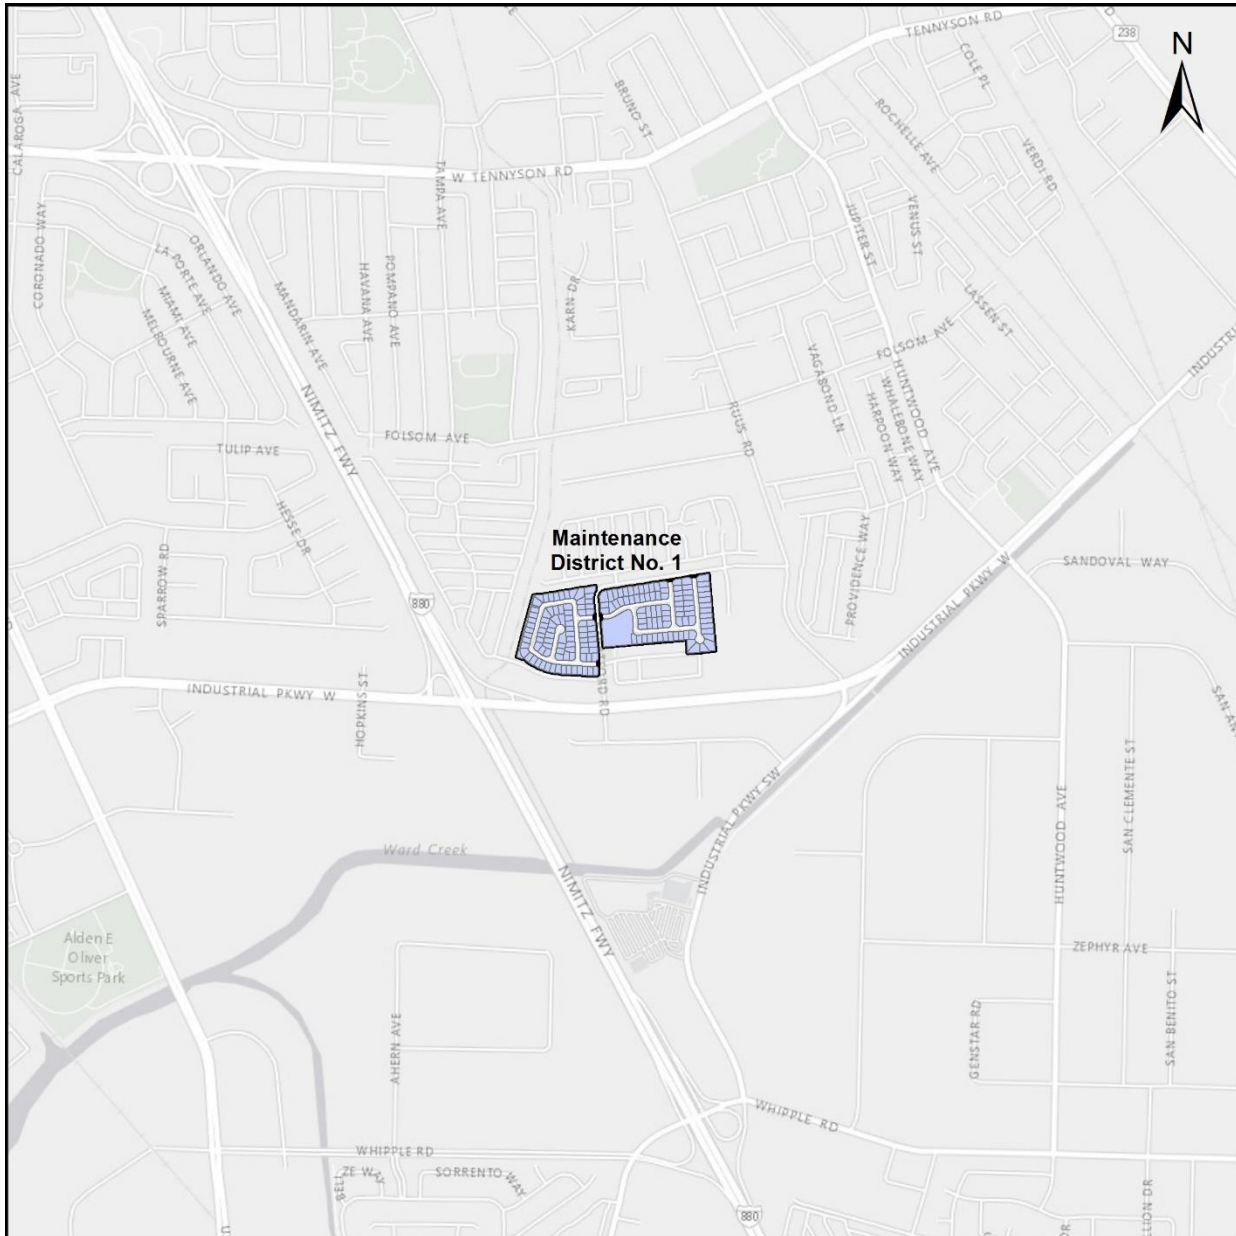 TENNYSON RD
238
N
COLE PL
BRUNO ST
CALAROGA AVE
ROCHELLE AVE
VERDI RD
W TENNYSON RD
TAMPA AVE
CORONADO WAY
ORLANDO AVE
LA PORTE AVE
MIAMI AVE
MELBOURNE AVE
MANDARIN AVE
HAVANA AVE
POMPANO AVE
KARN DR
JUPITER ST
VENUS ST
LASSEN ST
FOLSOM AVE
VAGABOND LN
HUNTWOOD AVE
WHALEBONE WAY
HARPOON WAY
RUUS RD
NIMITZ FWY
FOLSOM AVE
TULIP AVE
HESSE DR
SPARROW RD
Maintenance
District No. 1
PROVIDENCE WAY
SANDOVAL WAY
880
INDUSTRIAL PKWY W
INDUSTRIAL PKWY W
HOPKINS ST
INDUSTRIAL PKWY SW
HUNTWOOD AVE
SAN CLEMENTE ST
Ward Creek
NIMITZ FWY
Alden E
Oliver
Sports Park
ZEPHYR AVE
SAN BENITO ST
GENSTAR RD
AHERN AVE
WHIPPLE RD
WHIPPLE RD
SORRENTO WAY
880